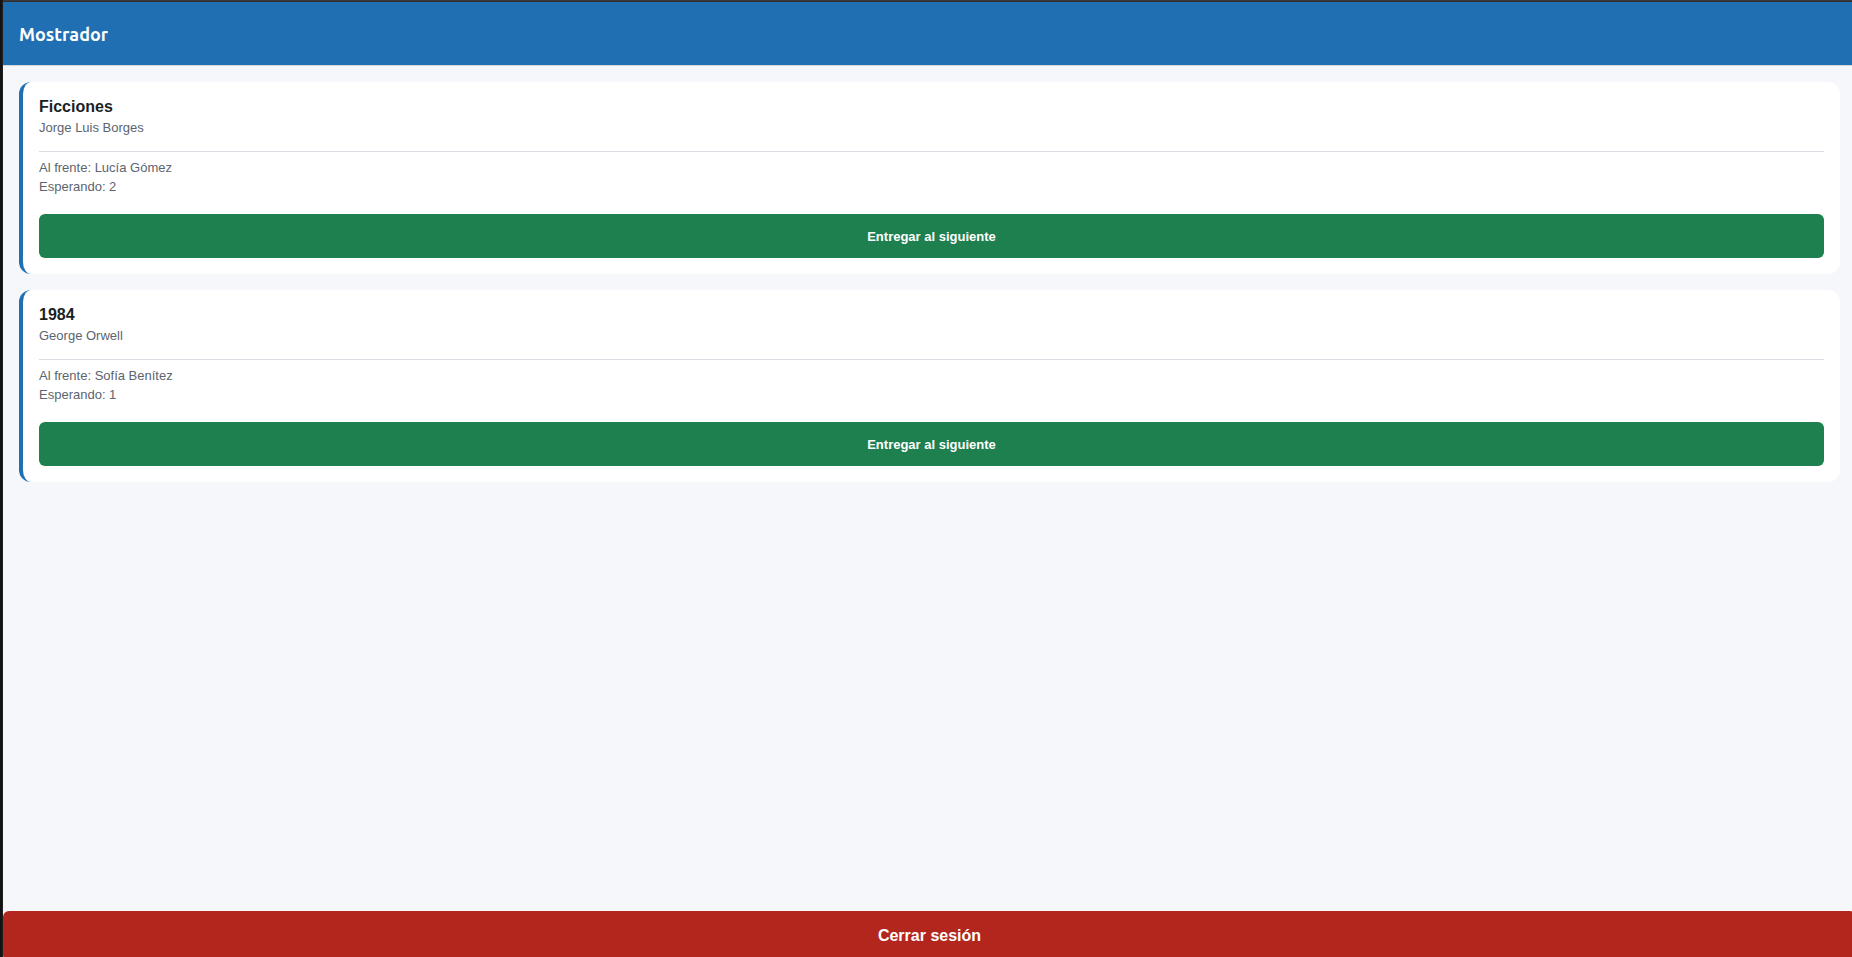 Mostrador
Ficciones
Jorge Luis Borges
Al frente: Lucía Gómez
Esperando: 2
Entregar al siguiente
1984
George Orwell
Al frente: Sofía Benítez
Esperando: 1
Entregar al siguiente
Cerrar sesión